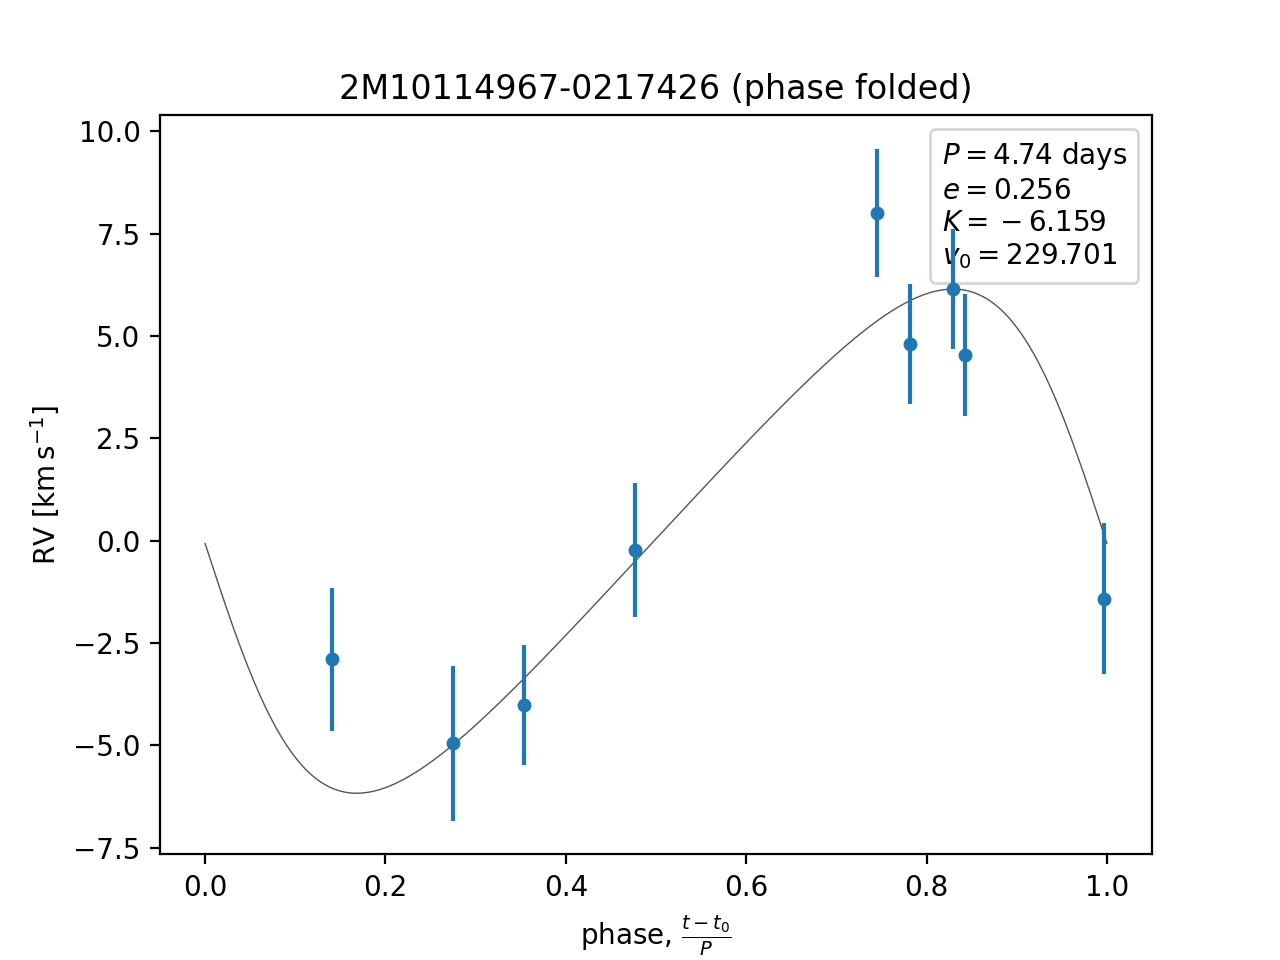 2M10114967-0217426 (phase folded)
10.0
7.5
5.0
2.5
0.0
−2.5
−5.0
−7.5
RV [km s⁻¹]
P = 4.74 days
e = 0.256
K = −6.159
v₀ = 229.701
0.0 0.2 0.4 0.6 0.8 1.0
phase, (t − t₀)/P